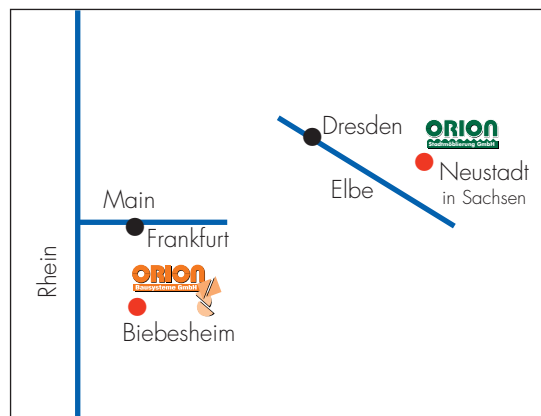 Dresden
ORION
Stadtmöblierung GmbH
Neustadt
in Sachsen
Elbe
Main
Frankfurt
Rhein
ORION
Bausysteme GmbH
Biebesheim